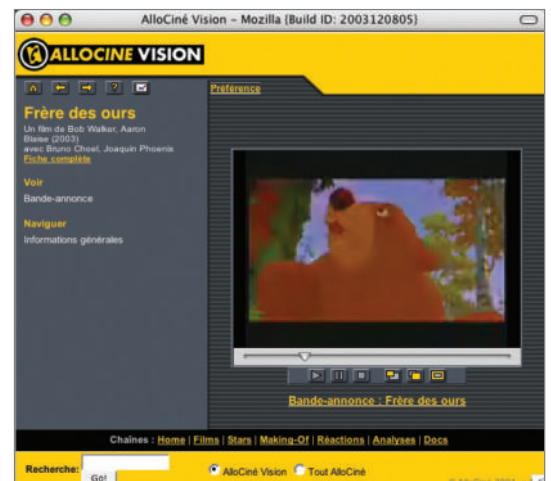 AlloCiné Vision – Mozilla {Build ID: 2003120805}
ALLOCINE VISION
?
Préférence
Frère des ours
Un film de Bob Walker, Aaron
Blaise (2003)
avec Bruno Choel, Joaquin Phoenix
Fiche complète
Voir
Bande-annonce
Naviguer
Informations générales
Bande-annonce : Frère des ours
Chaînes : Home | Films | Stars | Making-Of | Réactions | Analyses | Docs
Recherche:
Go!
AlloCiné Vision
Tout AlloCiné